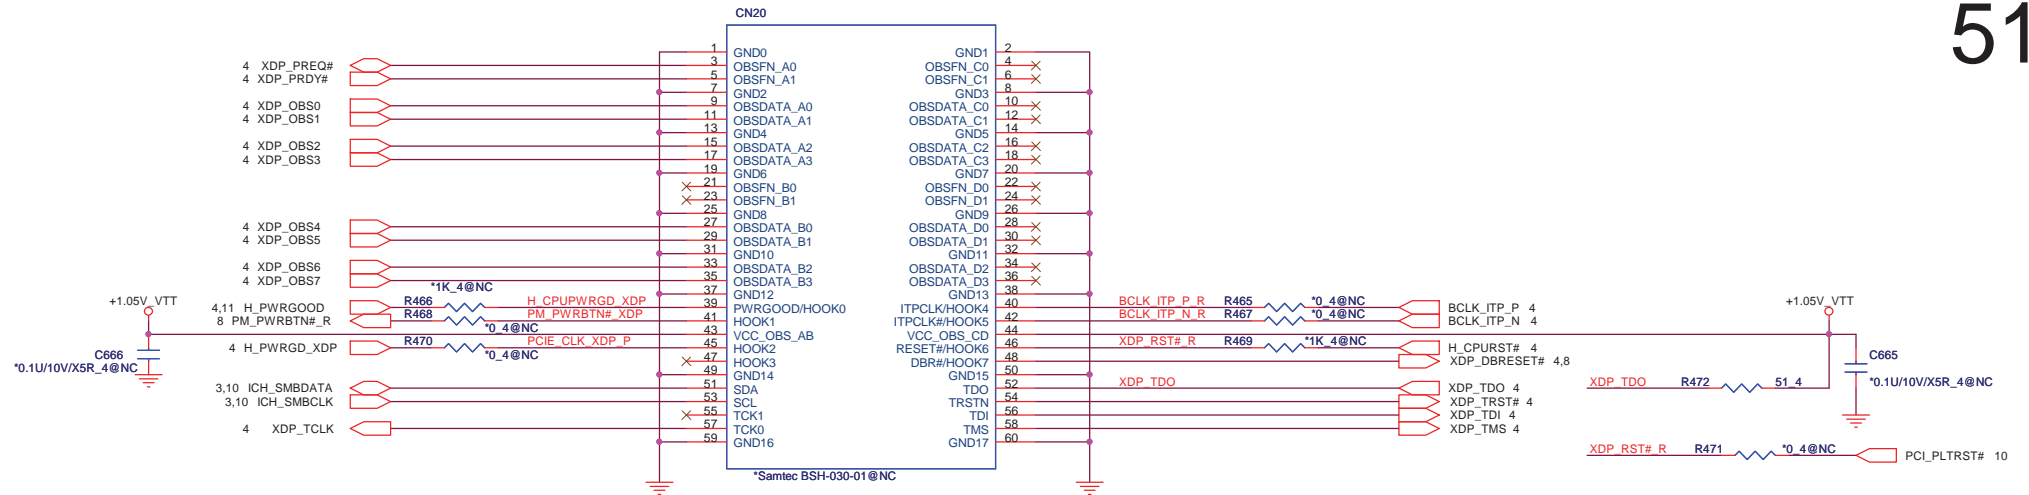 CN20
51
1 GND0 GND1 2
4 XDP_PREQ# 3 OBSFN_A0 OBSFN_C0 4
4 XDP_PRDY# 5 OBSFN_A1 OBSFN_C1 6
7 GND2 GND3 8
4 XDP_OBS0 9 OBSDATA_A0 OBSDATA_C0 10
4 XDP_OBS1 11 OBSDATA_A1 OBSDATA_C1 12
13 GND4 GND5 14
4 XDP_OBS2 15 OBSDATA_A2 OBSDATA_C2 16
4 XDP_OBS3 17 OBSDATA_A3 OBSDATA_C3 18
19 GND6 GND7 20
21 OBSFN_B0 OBSFN_D0 22
23 OBSFN_B1 OBSFN_D1 24
25 GND8 GND9 26
4 XDP_OBS4 27 OBSDATA_B0 OBSDATA_D0 28
4 XDP_OBS5 29 OBSDATA_B1 OBSDATA_D1 30
31 GND10 GND11 32
4 XDP_OBS6 33 OBSDATA_B2 OBSDATA_D2 34
4 XDP_OBS7 35 OBSDATA_B3 OBSDATA_D3 36
*1K_4@NC 37 GND12 GND13 38
+1.05V_VTT +1.05V_VTT
4,11 H_PWRGOOD R466 H_CPUPWRGD_XDP 39 PWRGOOD/HOOK0 ITPCLK/HOOK4 40 BCLK_ITP_P_R R465 *0_4@NC BCLK_ITP_P 4
8 PM_PWRBTN#_R R468 PM_PWRBTN#_XDP 41 HOOK1 ITPCLK#/HOOK5 42 BCLK_ITP_N_R R467 *0_4@NC BCLK_ITP_N 4
*0_4@NC 43 VCC_OBS_AB VCC_OBS_CD 44
4 H_PWRGD_XDP R470 PCIE_CLK_XDP_P 45 HOOK2 RESET#/HOOK6 46 XDP_RST#_R R469 *1K_4@NC H_CPURST# 4
C666 *0_4@NC 47 HOOK3 DBR#/HOOK7 48 XDP_DBRESET# 4,8 C665
*0.1U/10V/X5R_4@NC 49 GND14 GND15 50
3,10 ICH_SMBDATA 51 SDA TDO 52 XDP_TDO XDP_TDO 4 XDP_TDO R472 51_4 *0.1U/10V/X5R_4@NC
3,10 ICH_SMBCLK 53 SCL TRSTN 54 XDP_TRST# 4
55 TCK1 TDI 56 XDP_TDI 4
4 XDP_TCLK 57 TCK0 TMS 58 XDP_TMS 4
59 GND16 GND17 60
XDP_RST#_R R471 *0_4@NC PCI_PLTRST# 10
*Samtec BSH-030-01@NC